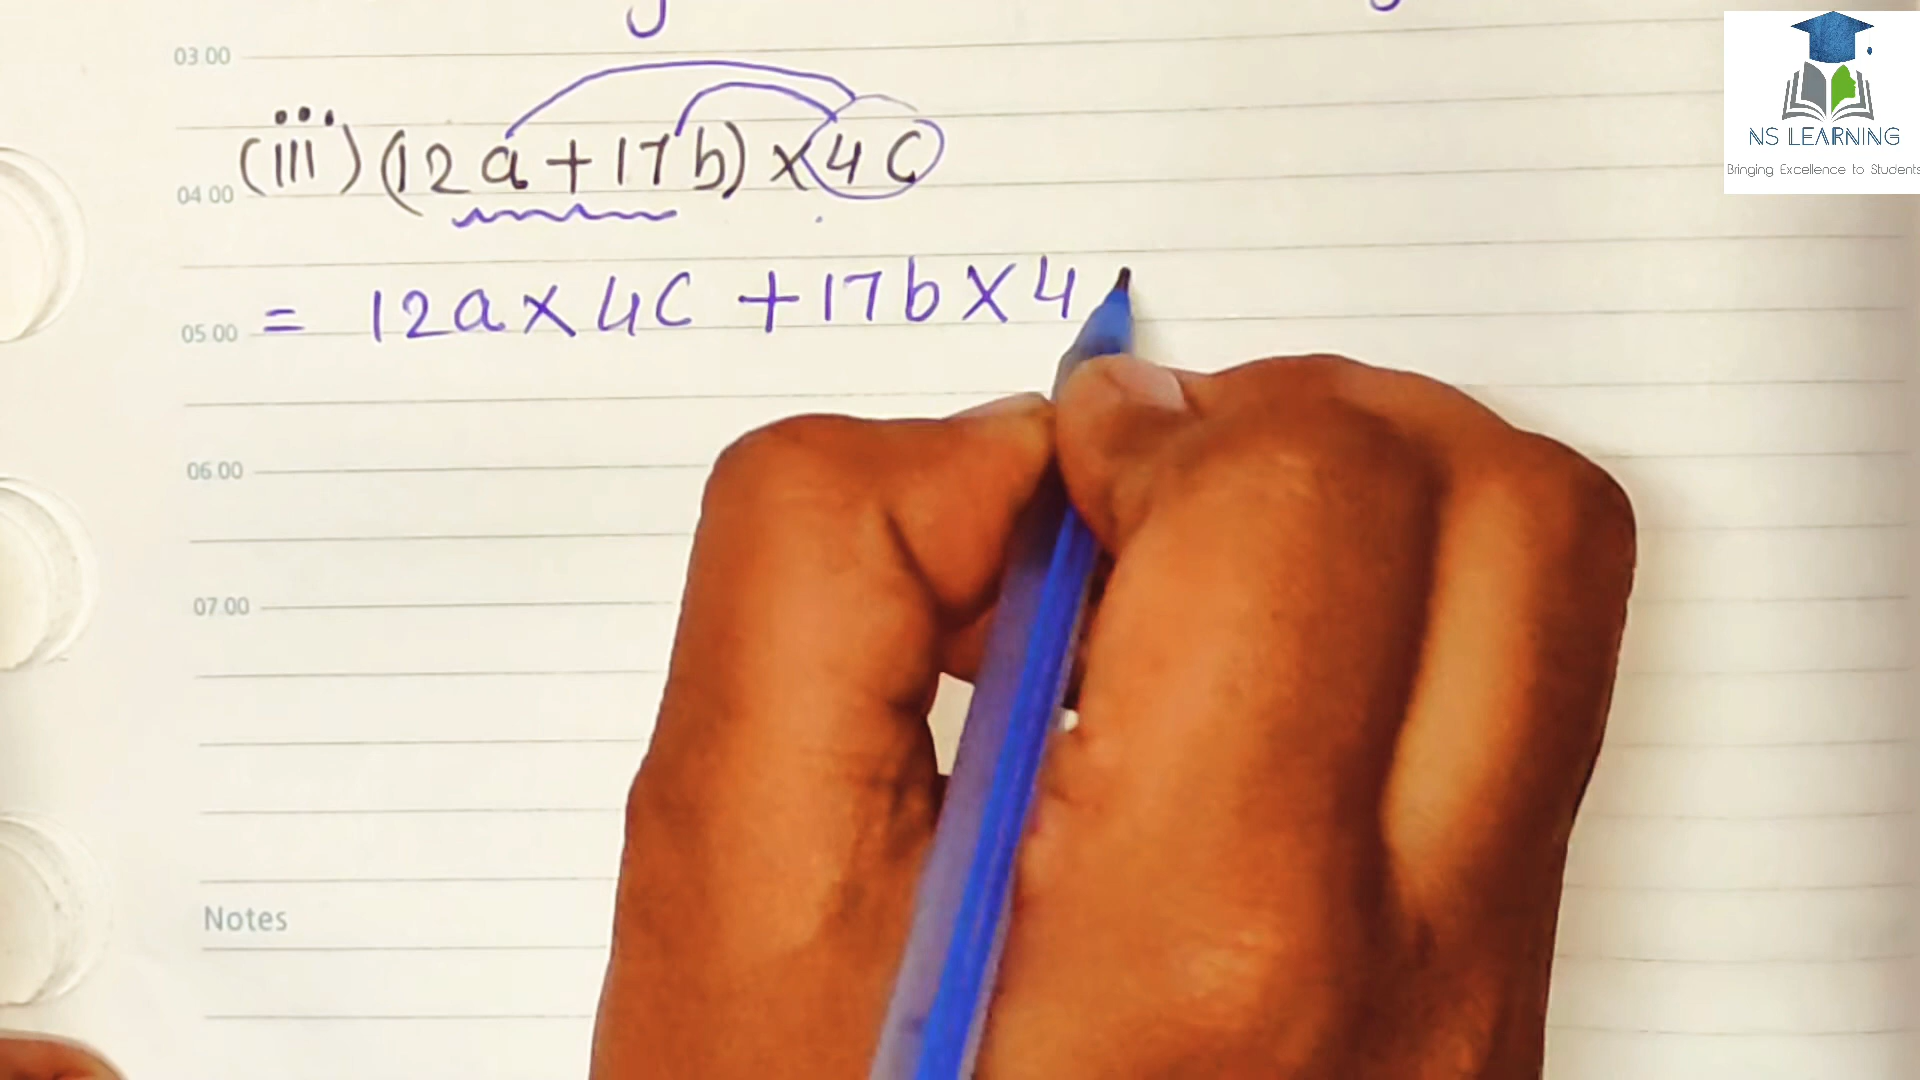 03 00
(iii) (12a+17b)×4C
04 00
= 12a × 4C + 17b × 4
05 00
06 00
07 00
Notes
NS LEARNING
Bringing Excellence to Students